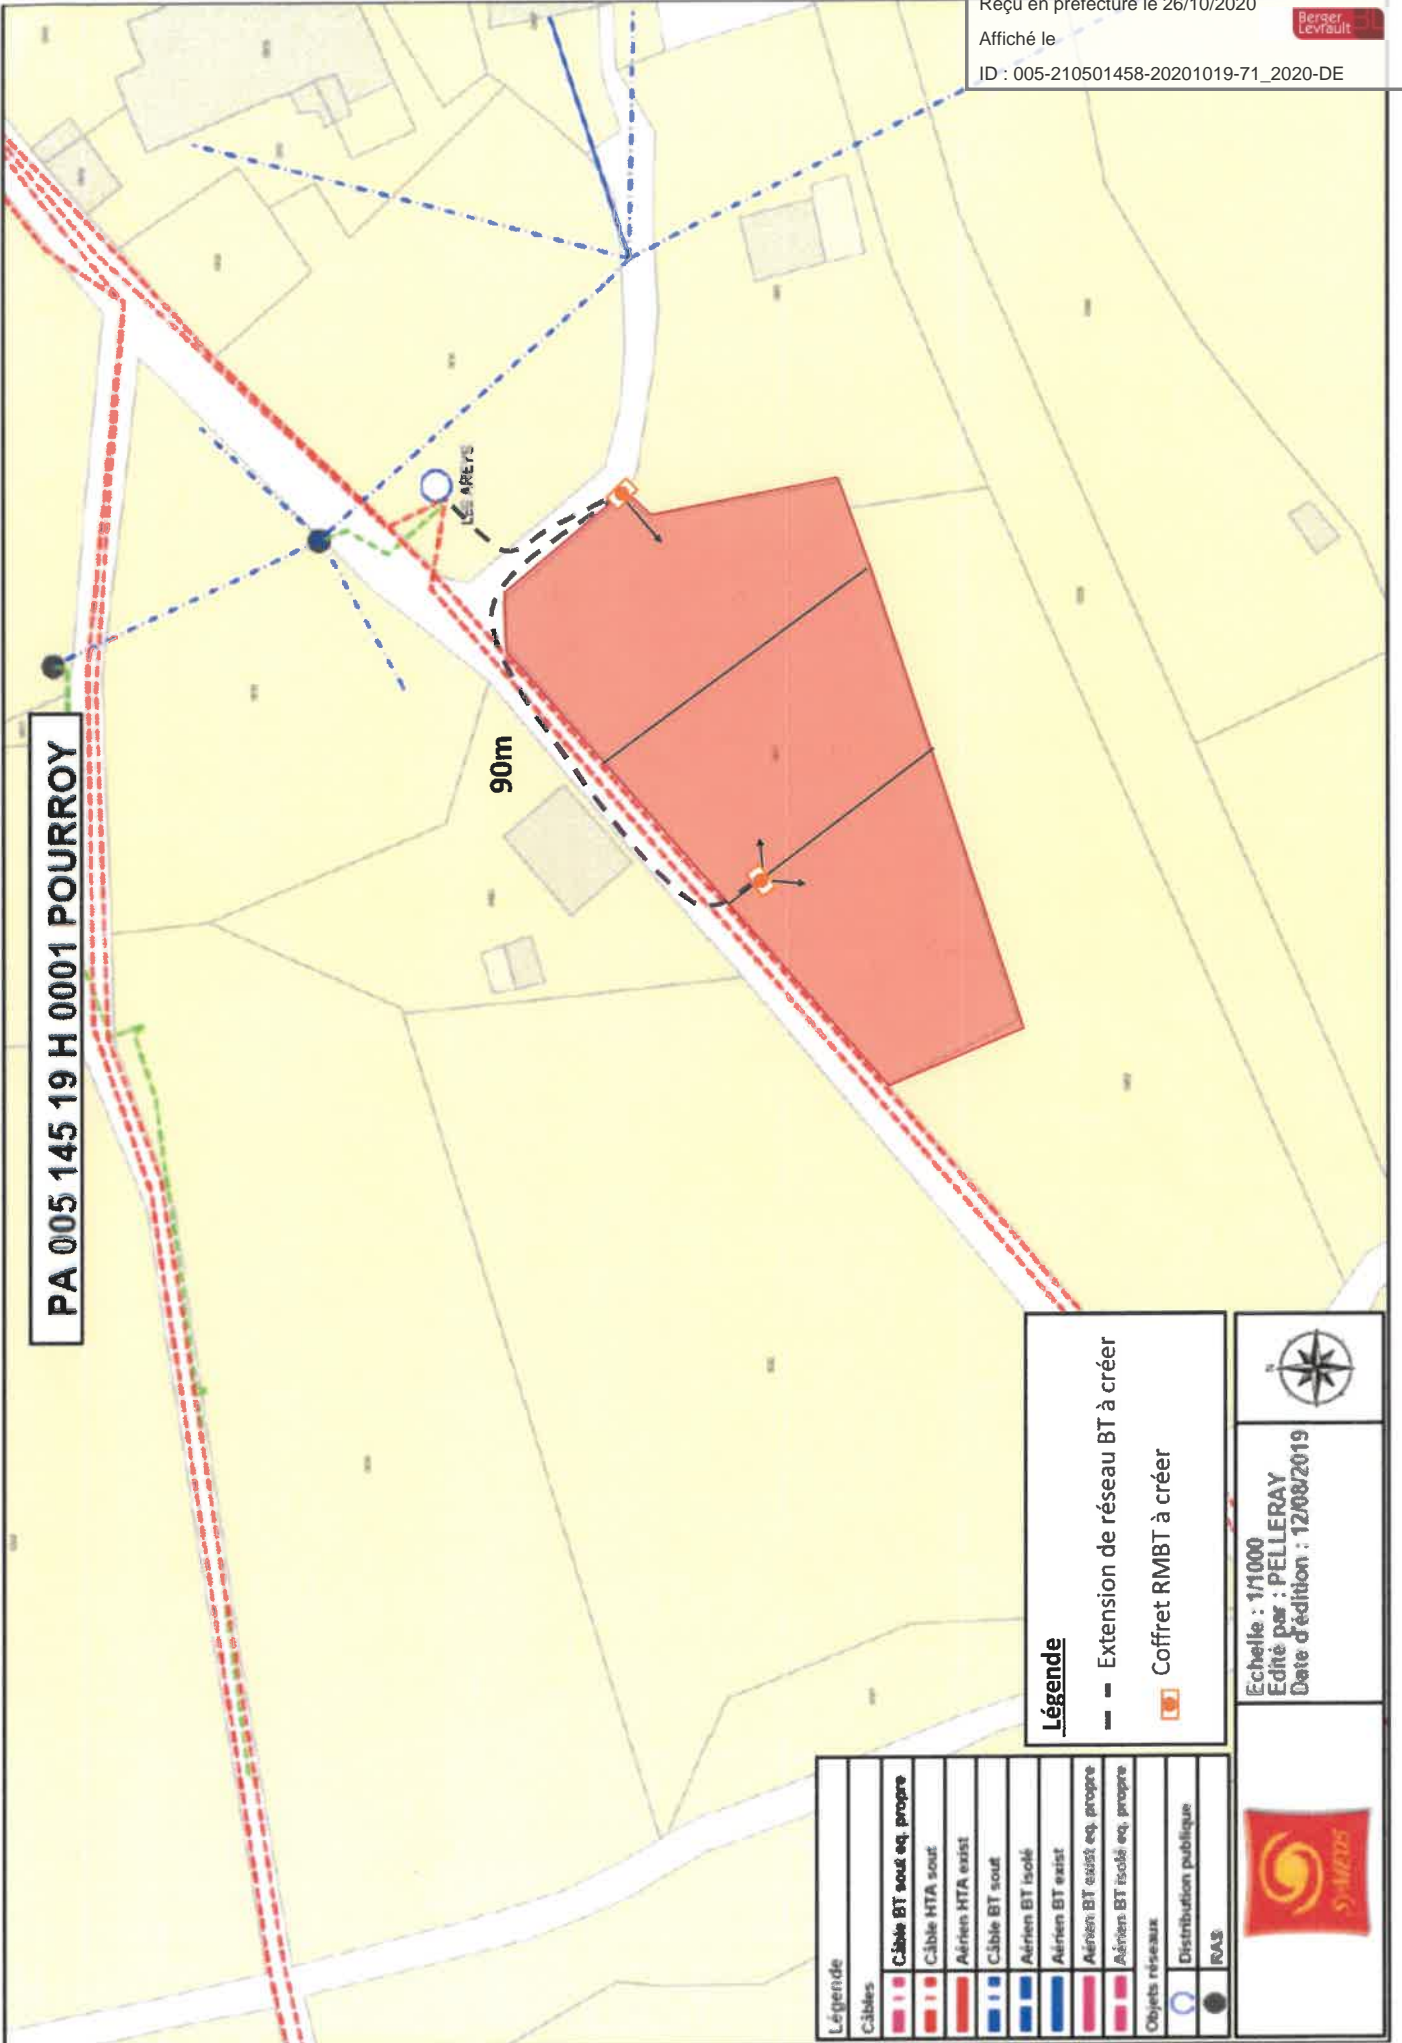 Reçu en préfecture le 26/10/2020
Affiché le
ID : 005-210501458-20201019-71_2020-DE
Berger
Levrault
PA 005 145 19 H 0001 POURROY
LES AREYS
90m
Légende
Extension de réseau BT à créer
Coffret RMBT à créer
Légende
Câbles
Câble BT sout eq. propre
Câble HTA sout
Aérien HTA exist
Câble BT sout
Aérien BT isolé
Aérien BT exist
Aérien BT exist eq. propre
Aérien BT isolé eq. propre
Objets réseaux
Distribution publique
RAS
Echelle : 1/1000
Edité par : PELLERAY
Date d'édition : 12/08/2019
N
SyME05